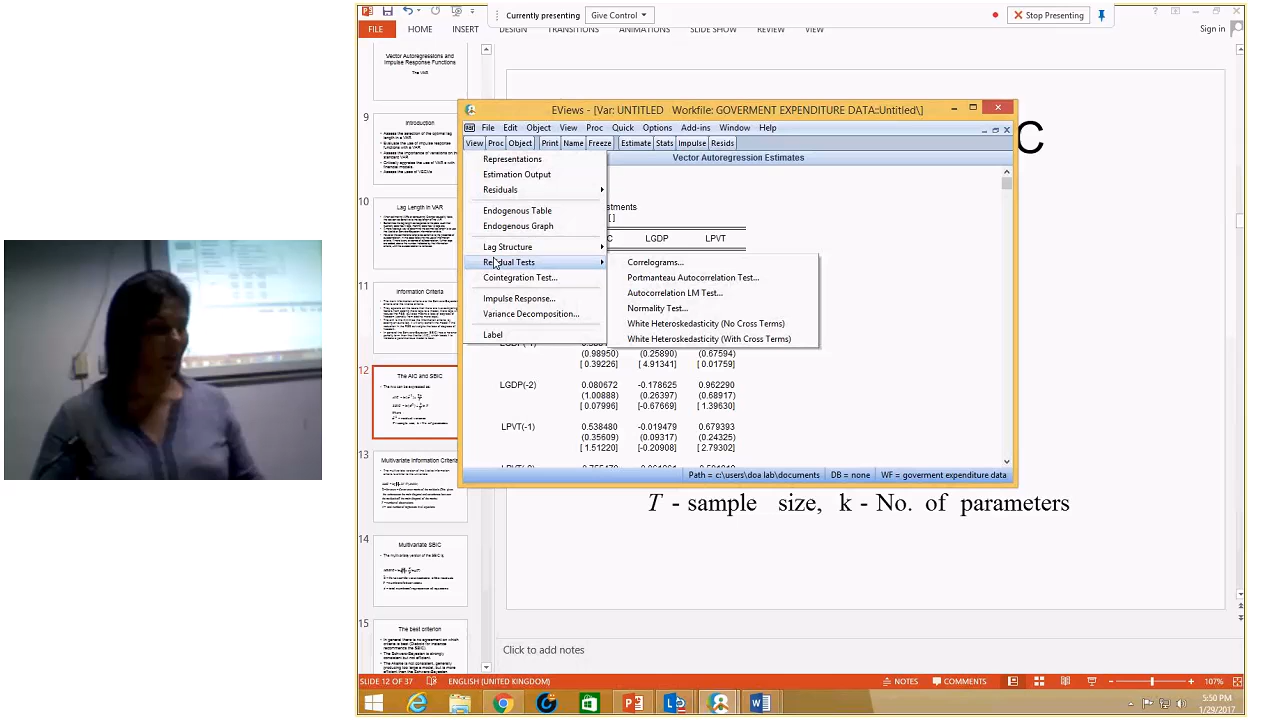 Currently presenting
Give Control
Stop Presenting
FILE
HOME
INSERT
DESIGN
TRANSITIONS
ANIMATIONS
SLIDE SHOW
REVIEW
VIEW
Sign in
Vector Autoregressions and
Impulse Response Functions
The VAR
9
Introduction
10
Lag Length in VAR
11
Information Criteria
12
The AIC and SBIC
13
Multivariate Information Criteria
14
Multivariate SBIC
15
The best criterion
C
EViews - [Var: UNTITLED Workfile: GOVERMENT EXPENDITURE DATA::Untitled\]
File Edit Object View Proc Quick Options Add-ins Window Help
View Proc Object Print Name Freeze Estimate Stats Impulse Resids
Vector Autoregression Estimates
Representations
Estimation Output
Residuals
Endogenous Table
Endogenous Graph
Lag Structure
Residual Tests
Cointegration Test...
Impulse Response...
Variance Decomposition...
Label
Correlograms...
Portmanteau Autocorrelation Test...
Autocorrelation LM Test...
Normality Test...
White Heteroskedasticity (No Cross Terms)
White Heteroskedasticity (With Cross Terms)
stments
[ ]
C LGDP LPVT
(0.98950) (0.25890) (0.67594)
[ 0.39226] [ 4.91341] [ 0.01759]
LGDP(-2) 0.080672 -0.178625 0.962290
(1.00888) (0.26397) (0.68917)
[ 0.07996] [-0.67669] [ 1.39630]
LPVT(-1) 0.538480 -0.019479 0.679393
(0.35609) (0.09317) (0.24325)
[ 1.51220] [-0.20908] [ 2.79302]
Path = c:\users\doa lab\documents DB = none WF = goverment expenditure data
T - sample size, k - No. of parameters
Click to add notes
SLIDE 12 OF 37
ENGLISH (UNITED KINGDOM)
NOTES
COMMENTS
107%
5:50 PM
1/29/2017